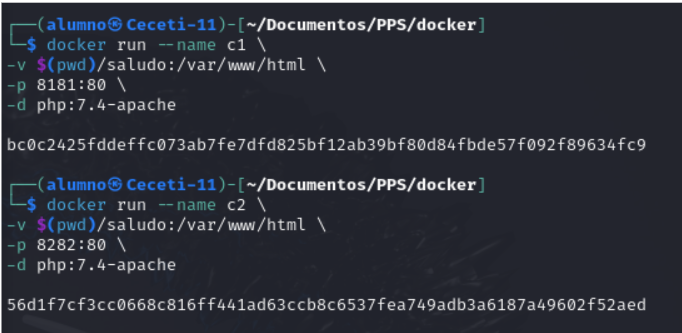 ┌──(alumno㉿Ceceti-11)-[~/Documentos/PPS/docker]
└─$ docker run --name c1 \
-v $(pwd)/saludo:/var/www/html \
-p 8181:80 \
-d php:7.4-apache
bc0c2425fddeffc073ab7fe7dfd825bf12ab39bf80d84fbde57f092f89634fc9
┌──(alumno㉿Ceceti-11)-[~/Documentos/PPS/docker]
└─$ docker run --name c2 \
-v $(pwd)/saludo:/var/www/html \
-p 8282:80 \
-d php:7.4-apache
56d1f7cf3cc0668c816ff441ad63ccb8c6537fea749adb3a6187a49602f52aed